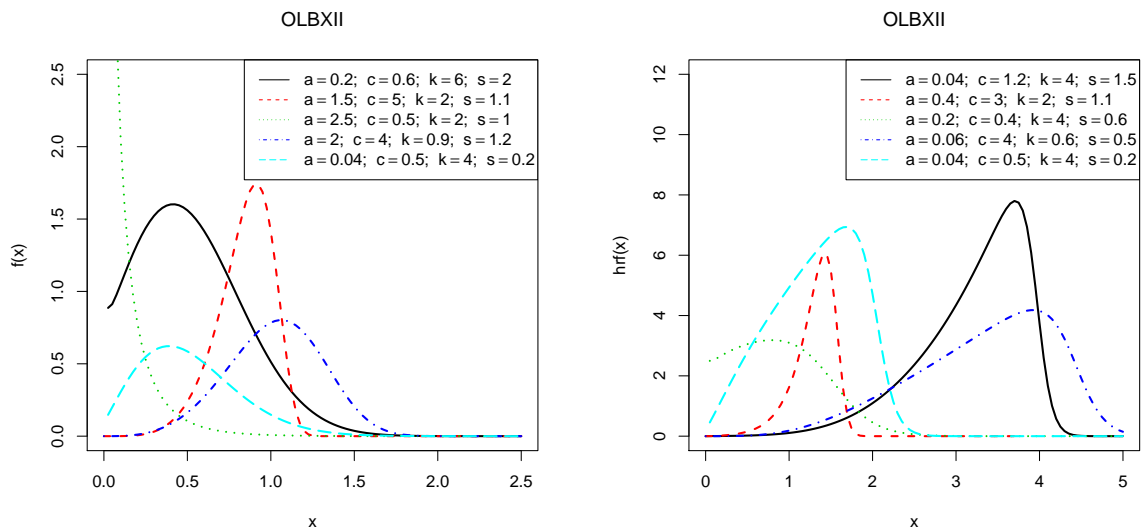 OLBXII
a=0.2; c=0.6; k=6; s=2
a=1.5; c=5; k=2; s=1.1
a=2.5; c=0.5; k=2; s=1
a=2; c=4; k=0.9; s=1.2
a=0.04; c=0.5; k=4; s=0.2
f(x)
2.5
2.0
1.5
1.0
0.5
0.0
0.0 0.5 1.0 1.5 2.0 2.5
x
OLBXII
a=0.04; c=1.2; k=4; s=1.5
a=0.4; c=3; k=2; s=1.1
a=0.2; c=0.4; k=4; s=0.6
a=0.06; c=4; k=0.6; s=0.5
a=0.04; c=0.5; k=4; s=0.2
hrf(x)
12
10
8
6
4
2
0
0 1 2 3 4 5
x